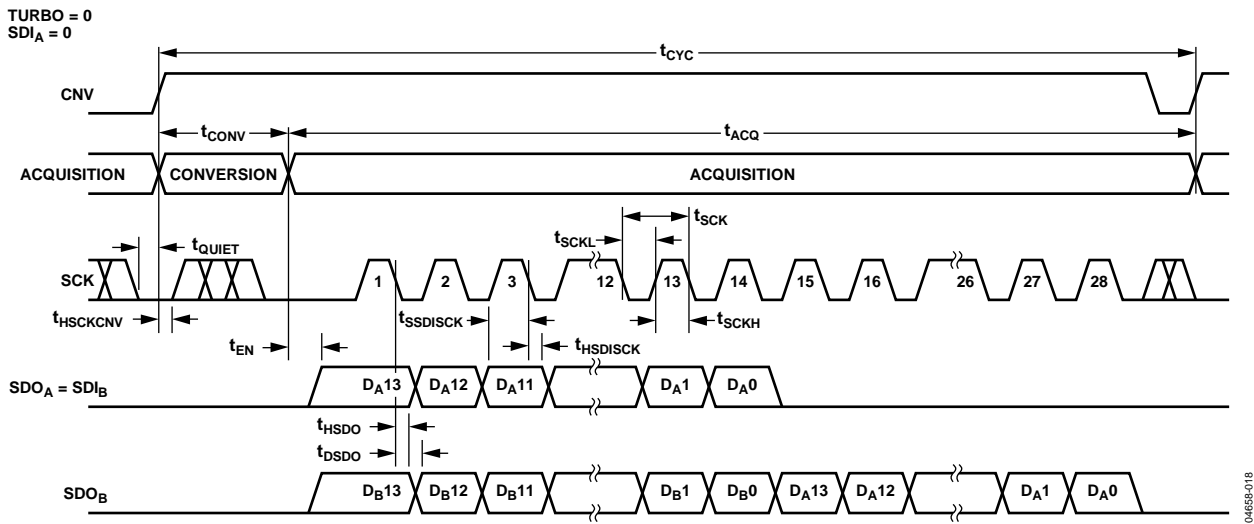 TURBO = 0
SDIA = 0
tCYC
CNV
tCONV
tACQ
ACQUISITION
CONVERSION
ACQUISITION
tSCK
tSCKL
tQUIET
SCK
1
2
3
12
13
14
15
16
26
27
28
tHSCKCNV
tSSDISCK
tSCKH
tEN
tHSDISCK
SDOA = SDIB
DA13
DA12
DA11
DA1
DA0
tHSDO
tDSDO
SDOB
DB13
DB12
DB11
DB1
DB0
DA13
DA12
DA1
DA0
04658-018